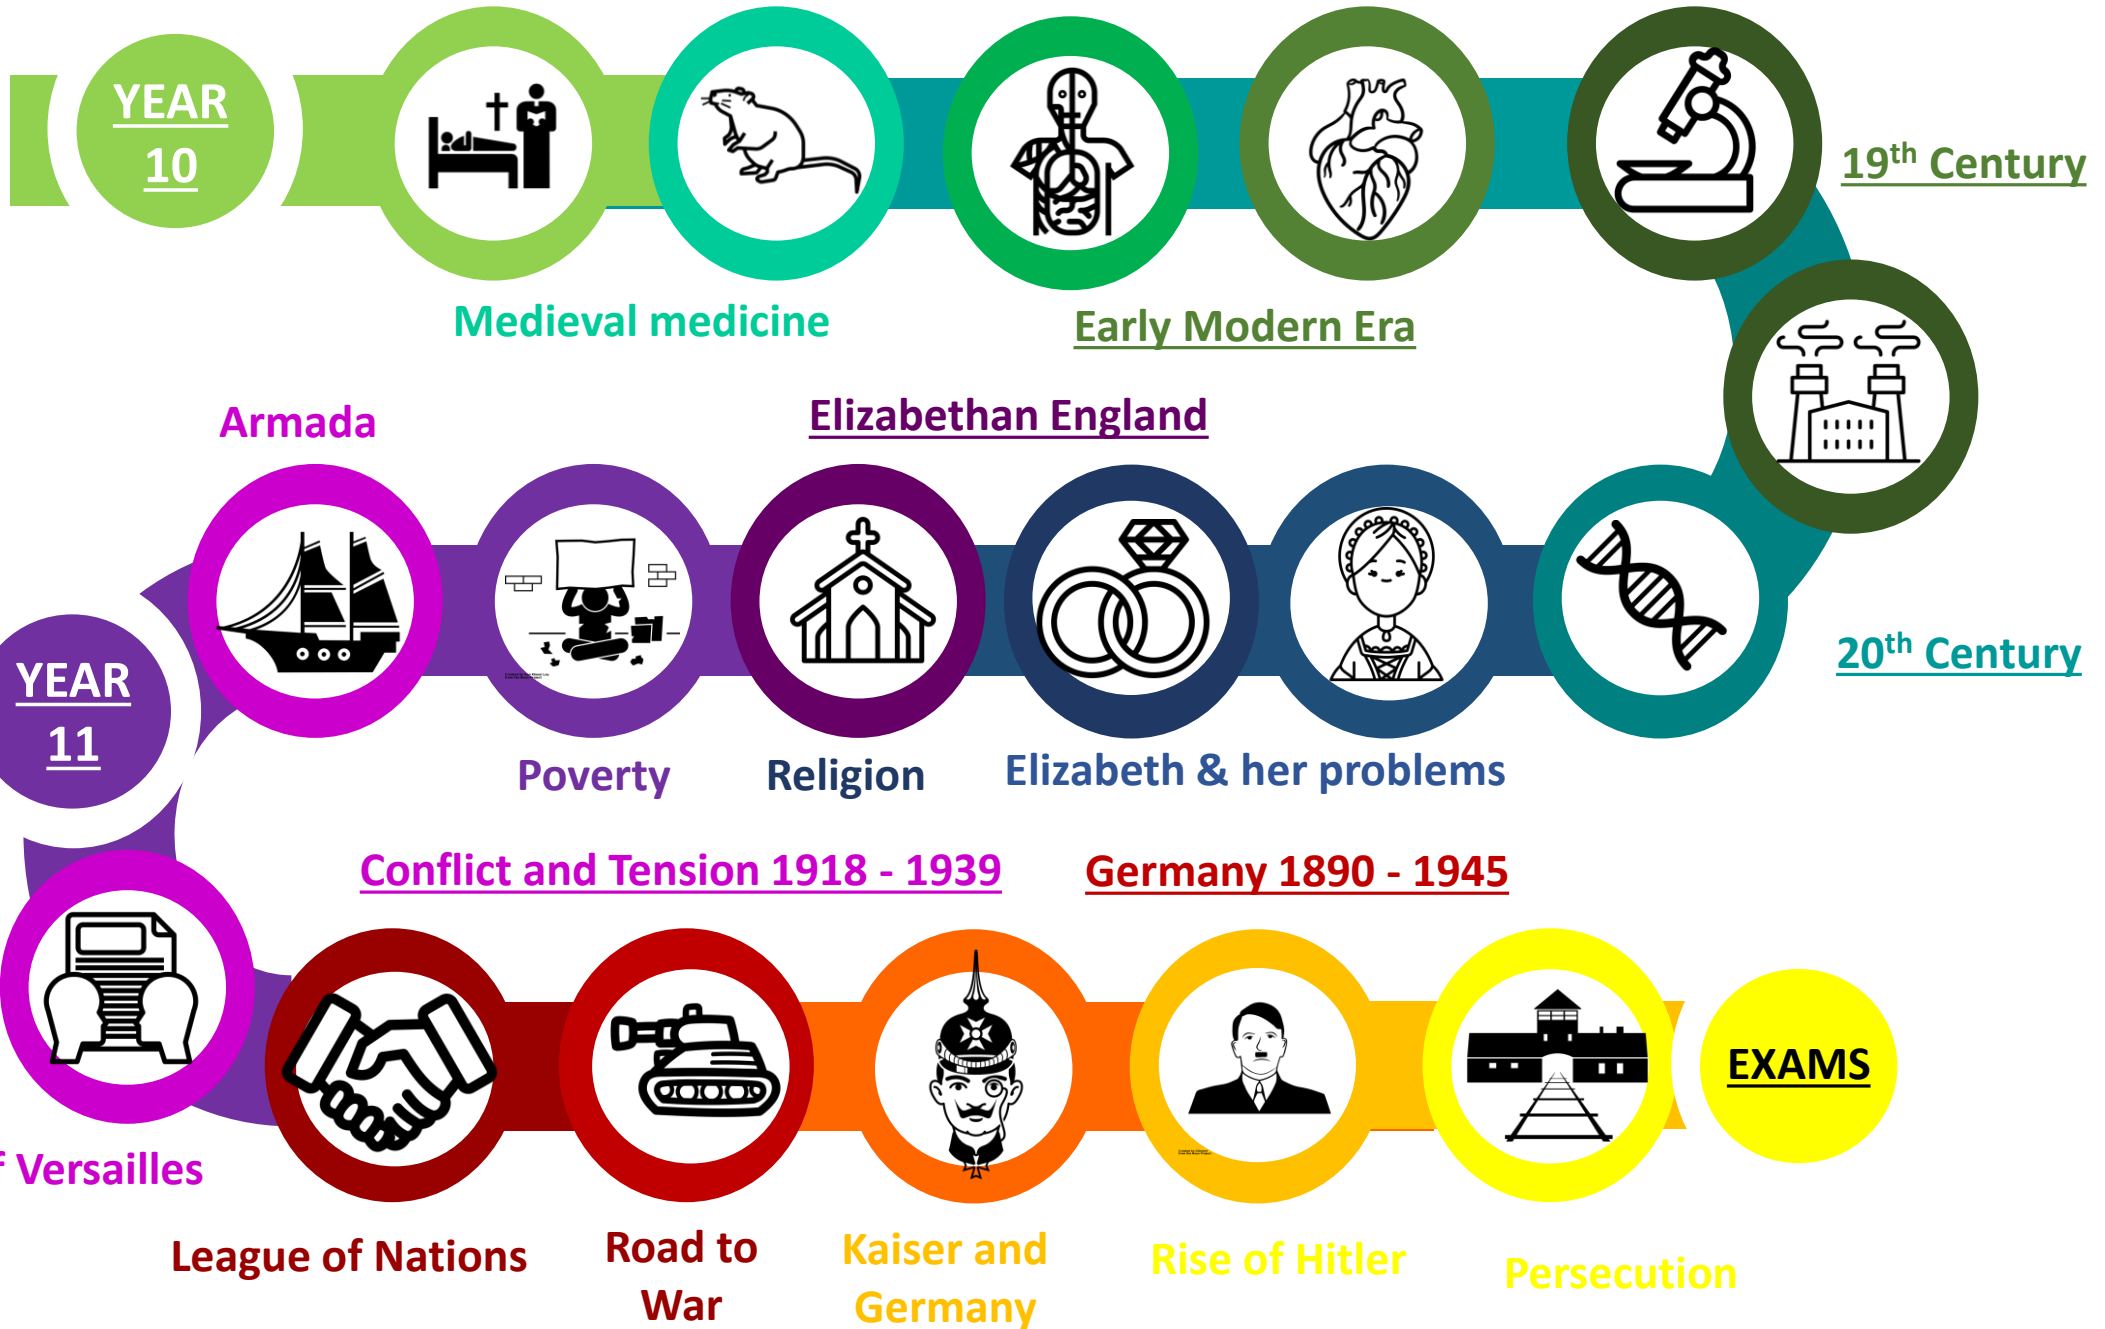 YEAR
10
19th Century
Medieval medicine
Early Modern Era
Armada
Elizabethan England
YEAR
11
20th Century
Poverty
Religion
Elizabeth & her problems
Conflict and Tension 1918 - 1939
Germany 1890 - 1945
EXAMS
Versailles
League of Nations
Road to
War
Kaiser and
Germany
Rise of Hitler
Persecution